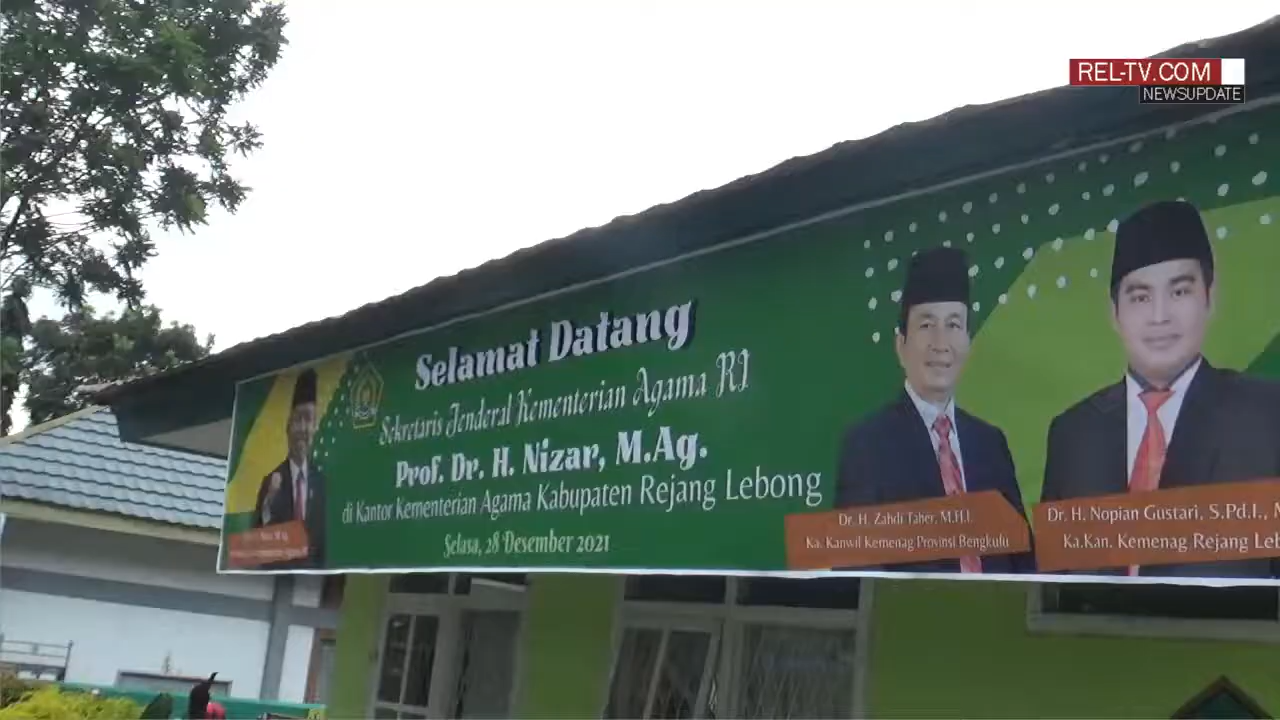 REL-TV.COM
NEWSUPDATE
Selamat Datang
Sekretaris Jenderal Kementerian Agama RI
Prof. Dr. H. Nizar, M.Ag.
di Kantor Kementerian Agama Kabupaten Rejang Lebong
Selasa, 28 Desember 2021
Dr. H. Zahdi Taher, M.H.I.
Ka. Kanwil Kemenag Provinsi Bengkulu
Dr. H. Nopian Gustari, S.Pd.I.,
Ka.Kan. Kemenag Rejang Leb